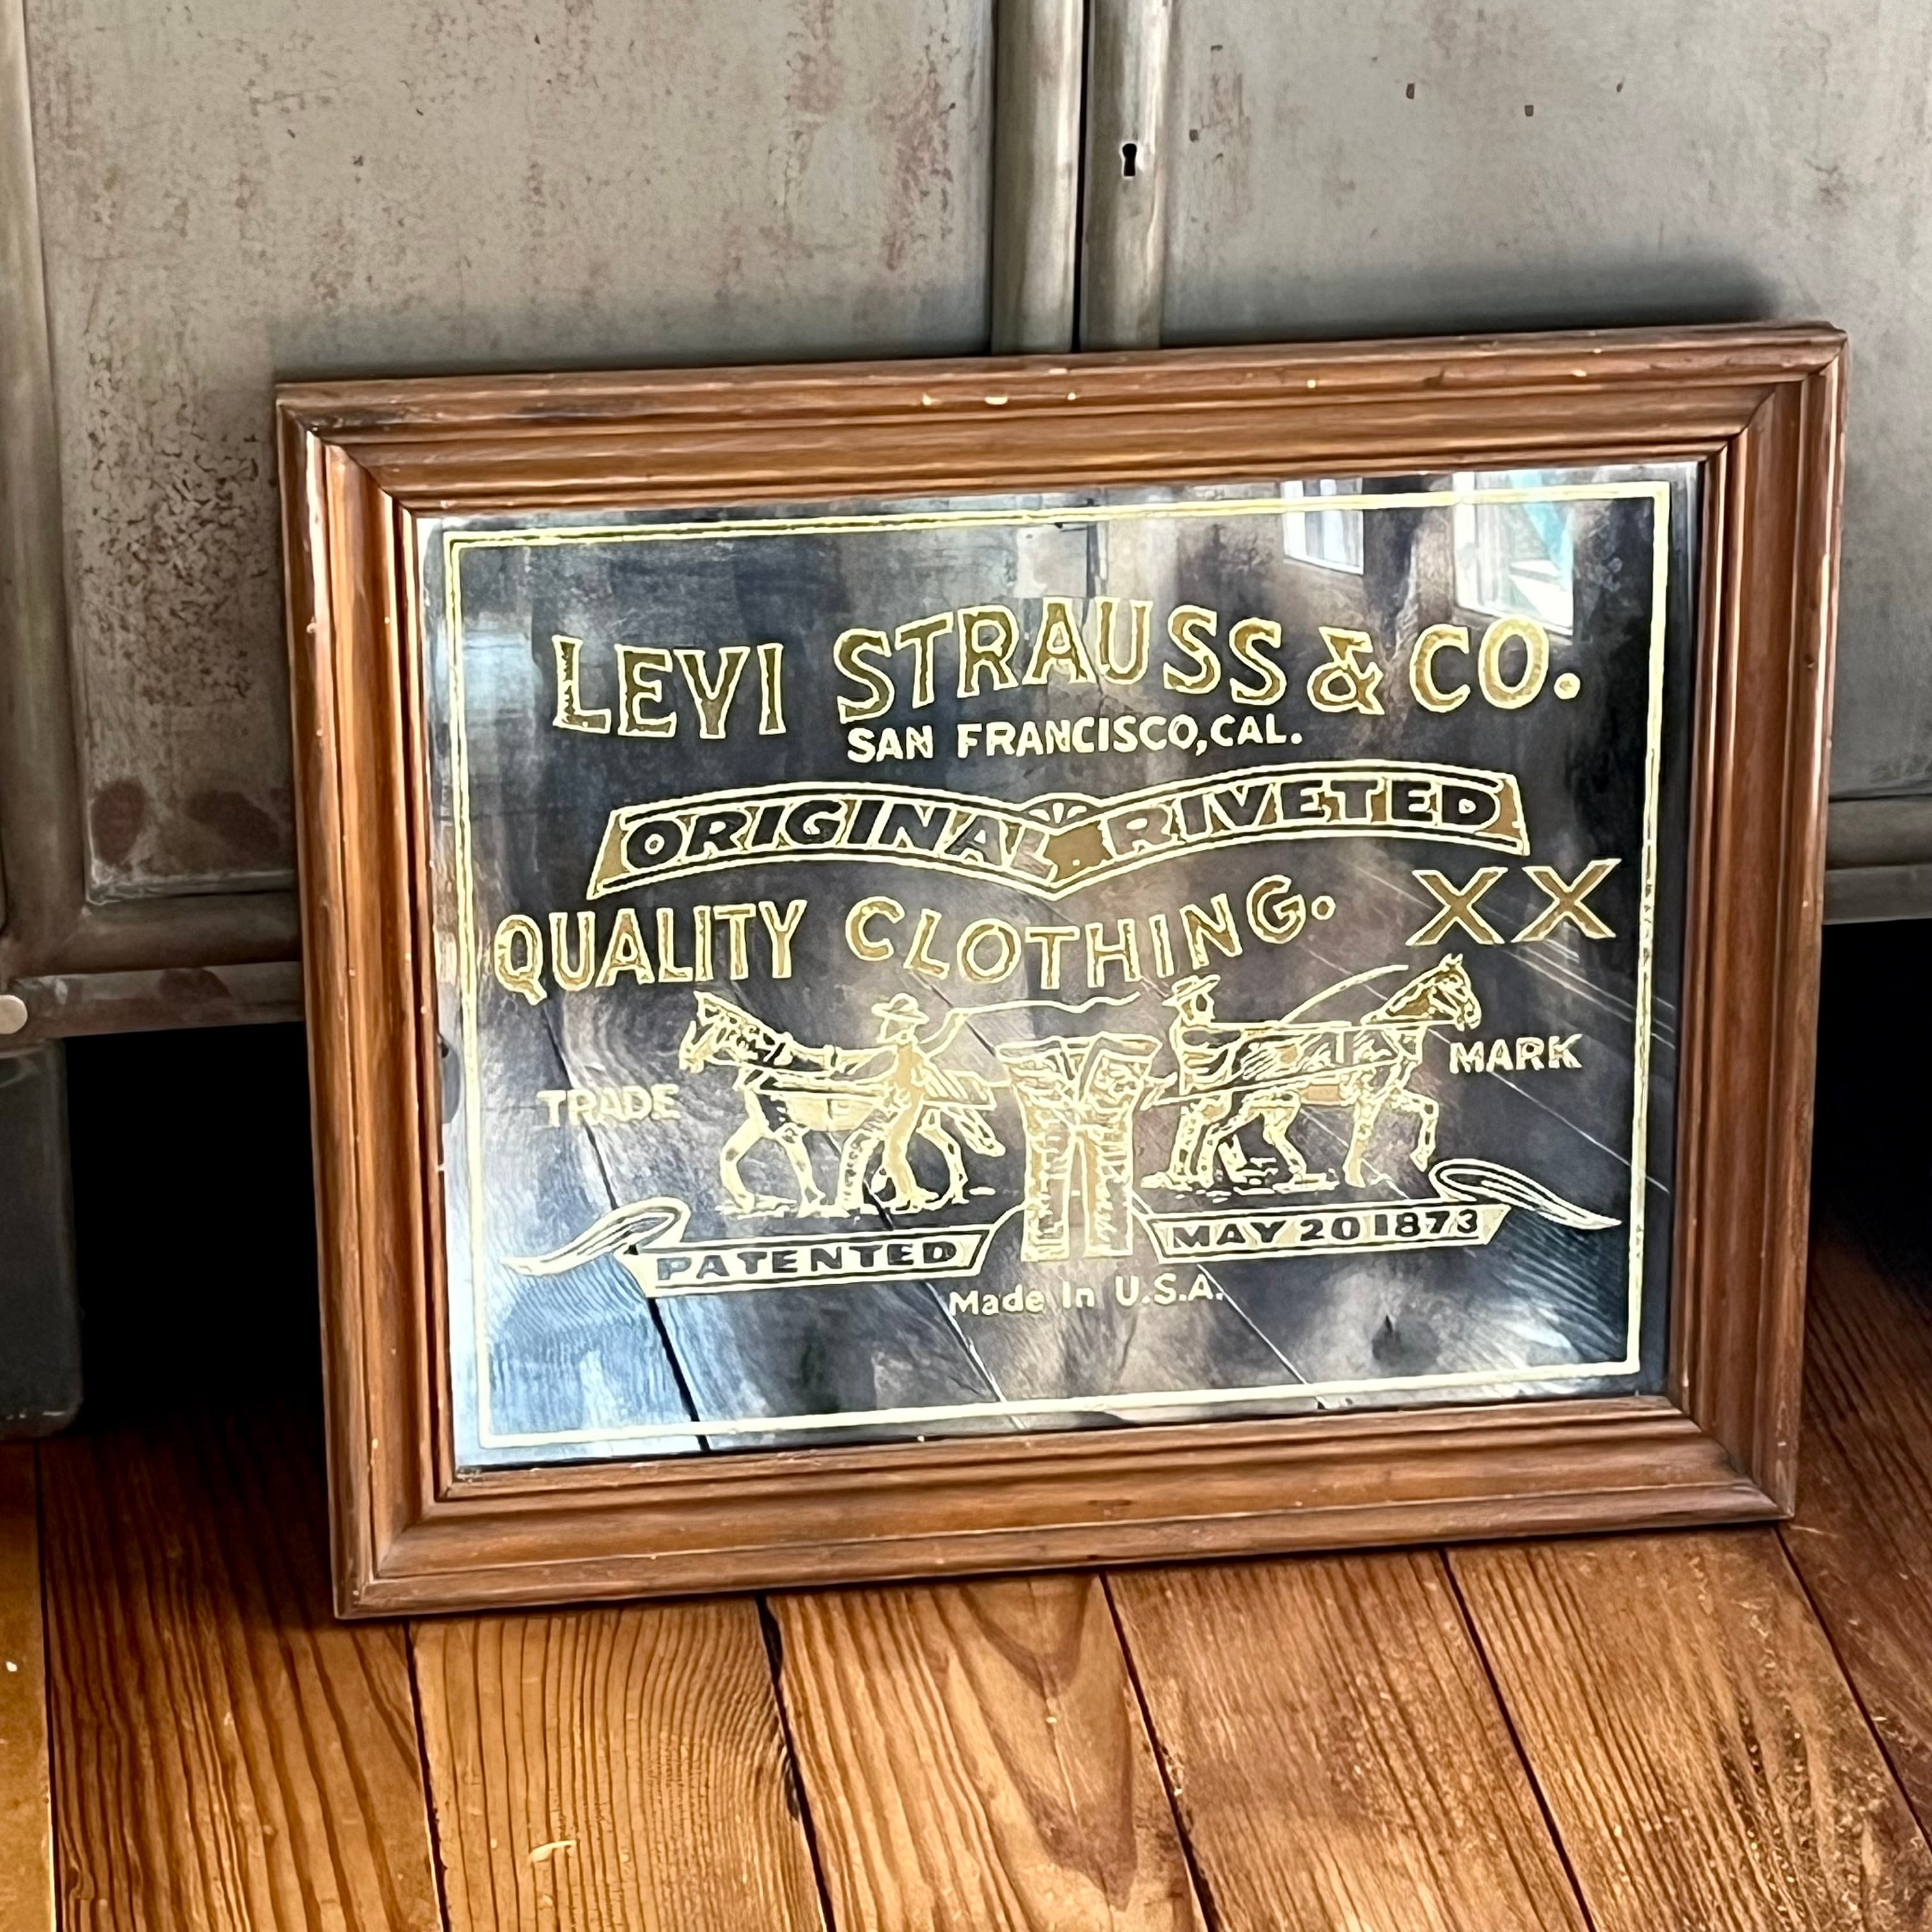 LEVI STRAUSS & CO.
SAN FRANCISCO, CAL.
ORIGINAL RIVETED
QUALITY CLOTHING. XX
TRADE MARK
PATENTED MAY 20 1873
Made In U.S.A.